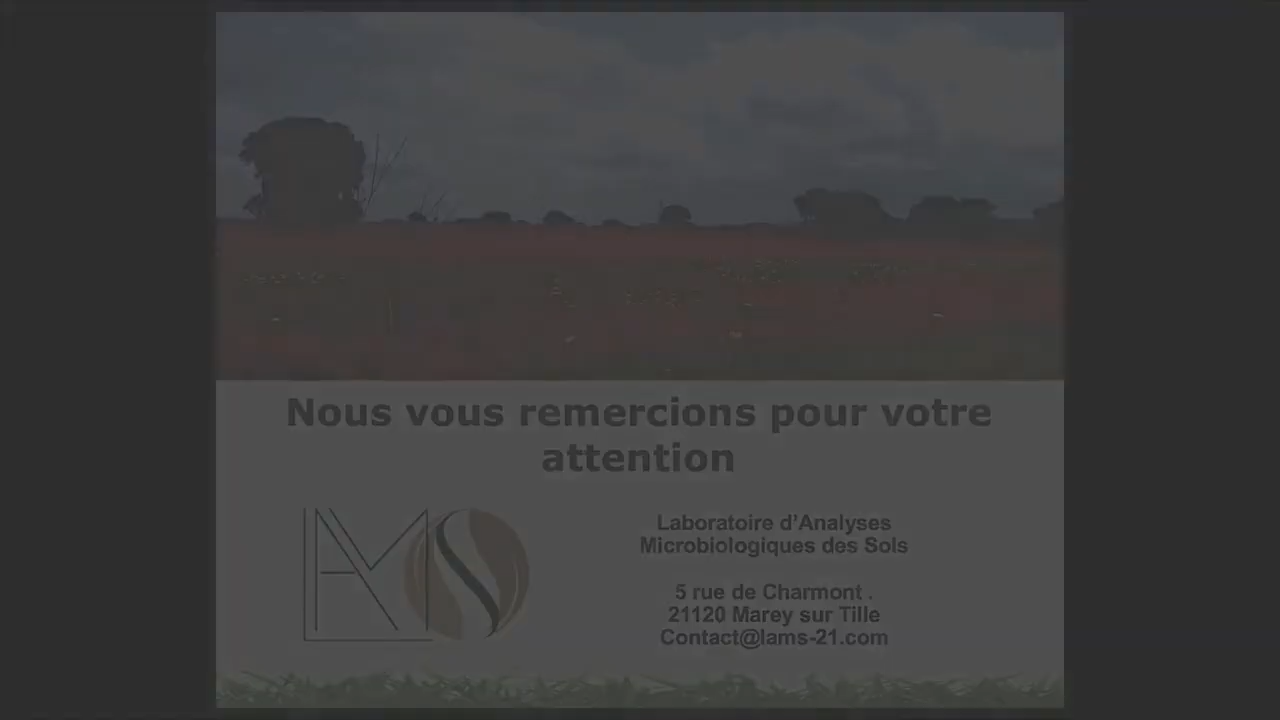 Nous vous remercions pour votre
attention
LAMS
Laboratoire d’Analyses
Microbiologiques des Sols
5 rue de Charmont .
21120 Marey sur Tille
Contact@lams-21.com